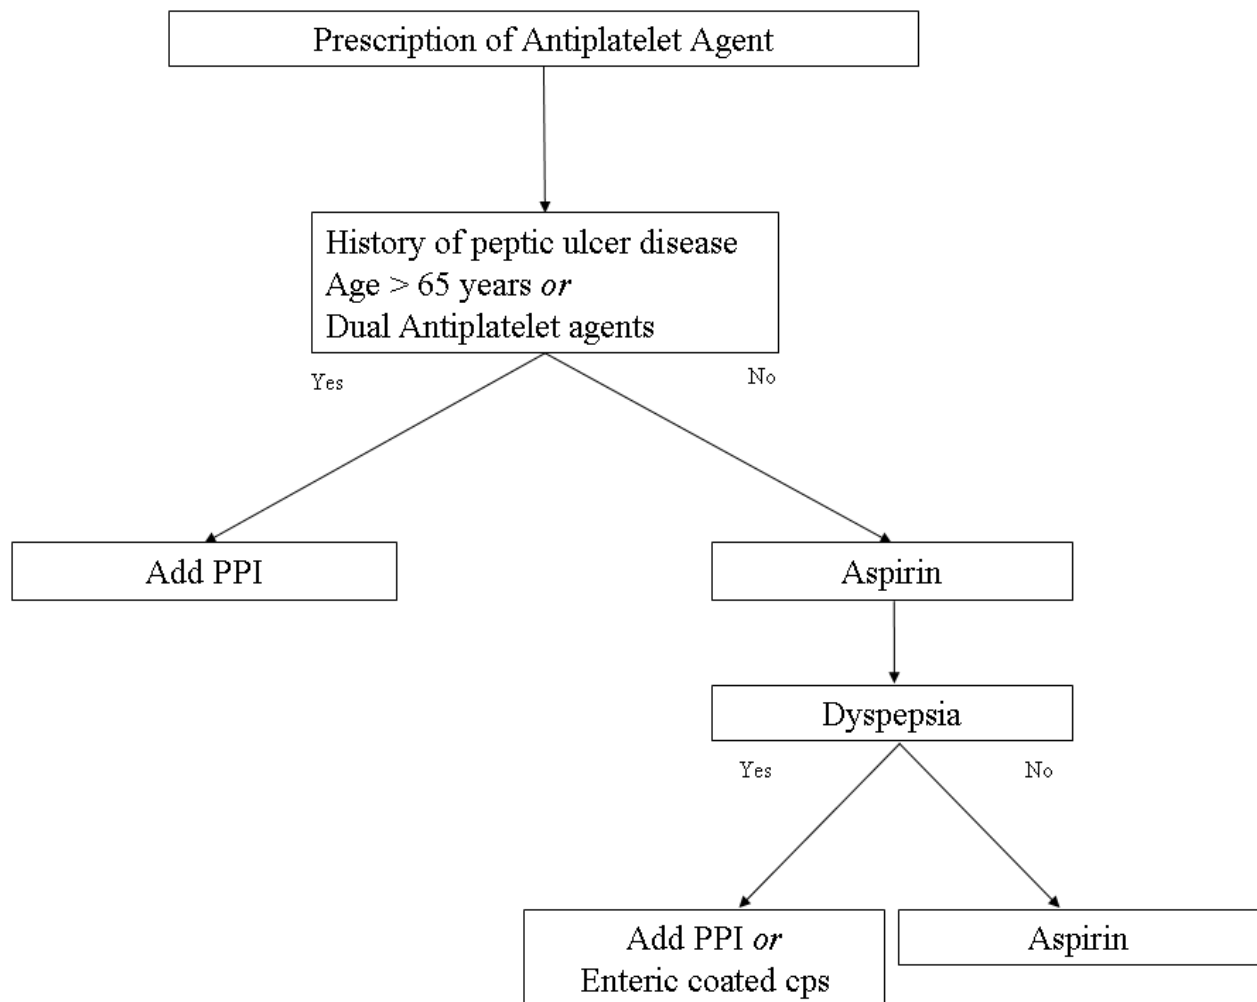 Prescription of Antiplatelet Agent
History of peptic ulcer disease
Age > 65 years or
Dual Antiplatelet agents
Yes
No
Add PPI
Aspirin
Dyspepsia
Yes
No
Add PPI or
Enteric coated cps
Aspirin